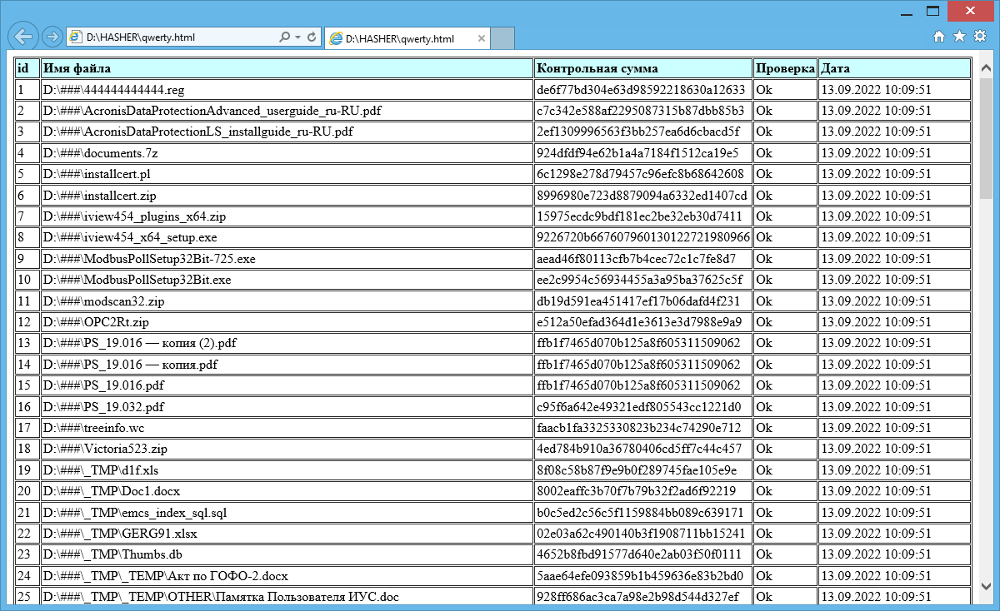 D:\HASHER\qwerty.html D:\HASHER\qwerty.html
id Имя файла Контрольная сумма Проверка Дата
1 D:\###\444444444444.reg de6f77bd304e63d98592218630a12633 Ok 13.09.2022 10:09:51
2 D:\###\AcronisDataProtectionAdvanced_userguide_ru-RU.pdf c7c342e588af2295087315b87dbb85b3 Ok 13.09.2022 10:09:51
3 D:\###\AcronisDataProtectionLS_installguide_ru-RU.pdf 2ef1309996563f3bb257ea6d6cbacd5f Ok 13.09.2022 10:09:51
4 D:\###\documents.7z 924dfdf94e62b1a4a7184f1512ca19e5 Ok 13.09.2022 10:09:51
5 D:\###\installcert.pl 6c1298e278d79457c96efc8b68642608 Ok 13.09.2022 10:09:51
6 D:\###\installcert.zip 8996980e723d8879094a6332ed1407cd Ok 13.09.2022 10:09:51
7 D:\###\iview454_plugins_x64.zip 15975ecdc9bdf181ec2be32eb30d7411 Ok 13.09.2022 10:09:51
8 D:\###\iview454_x64_setup.exe 9226720b667607960130122721980966 Ok 13.09.2022 10:09:51
9 D:\###\ModbusPollSetup32Bit-725.exe aead46f80113cfb7b4cec72c1c7fe8d7 Ok 13.09.2022 10:09:51
10 D:\###\ModbusPollSetup32Bit.exe ee2c9954c56934455a3a95ba37625c5f Ok 13.09.2022 10:09:51
11 D:\###\modscan32.zip db19d591ea451417ef17b06dafd4f231 Ok 13.09.2022 10:09:51
12 D:\###\OPC2Rt.zip e512a50efad364d1e3613e3d7988e9a9 Ok 13.09.2022 10:09:51
13 D:\###\PS_19.016 — копия (2).pdf ffb1f7465d070b125a8f605311509062 Ok 13.09.2022 10:09:51
14 D:\###\PS_19.016 — копия.pdf ffb1f7465d070b125a8f605311509062 Ok 13.09.2022 10:09:51
15 D:\###\PS_19.016.pdf ffb1f7465d070b125a8f605311509062 Ok 13.09.2022 10:09:51
16 D:\###\PS_19.032.pdf c95f6a642e49321edf805543cc1221d0 Ok 13.09.2022 10:09:51
17 D:\###\treeinfo.wc faacb1fa3325330823b234c74290e712 Ok 13.09.2022 10:09:51
18 D:\###\Victoria523.zip 4ed784b910a36780406cd5ff7c44c457 Ok 13.09.2022 10:09:51
19 D:\###\_TMP\d1f.xls 8f08c58b87f9e9b0f289745fae105e9e Ok 13.09.2022 10:09:51
20 D:\###\_TMP\Doc1.docx 8002eaffc3b70f7b79b32f2ad6f92219 Ok 13.09.2022 10:09:51
21 D:\###\_TMP\emcs_index_sql.sql b0c5ed2c56c5f1159884bb089c639171 Ok 13.09.2022 10:09:51
22 D:\###\_TMP\GERG91.xlsx 02e03a62c490140b3f1908711bb15241 Ok 13.09.2022 10:09:51
23 D:\###\_TMP\Thumbs.db 4652b8fbd91577d640e2ab03f50f0111 Ok 13.09.2022 10:09:51
24 D:\###\_TMP\_TEMP\Акт по ГОФО-2.docx 5aae64efe093859b1b459636e83b2bd0 Ok 13.09.2022 10:09:51
25 D:\###\_TMP\_TEMP\OTHER\Памятка Пользователя ИУС.doc 928ff686ac3ca7a98e2b98d544d327ef Ok 13.09.2022 10:09:51